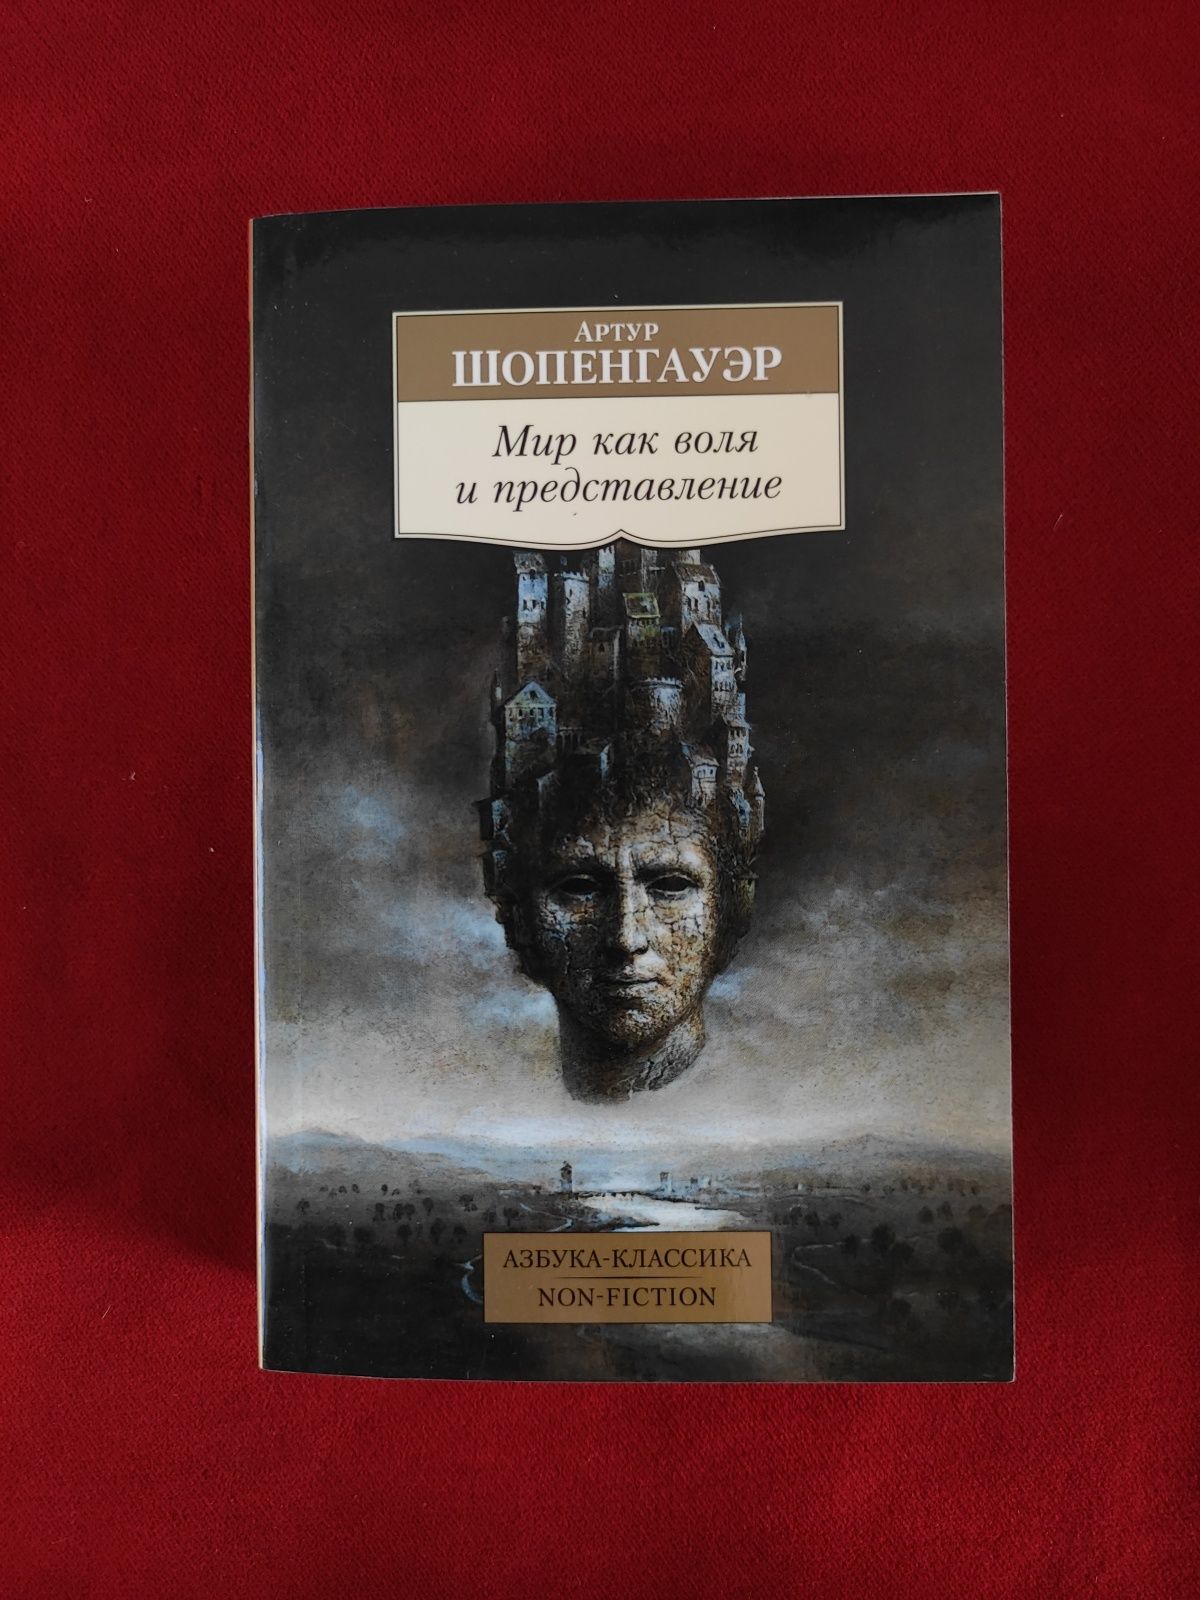 Артур
ШОПЕНГАУЭР
Мир как воля
и представление
АЗБУКА-КЛАССИКА
NON-FICTION